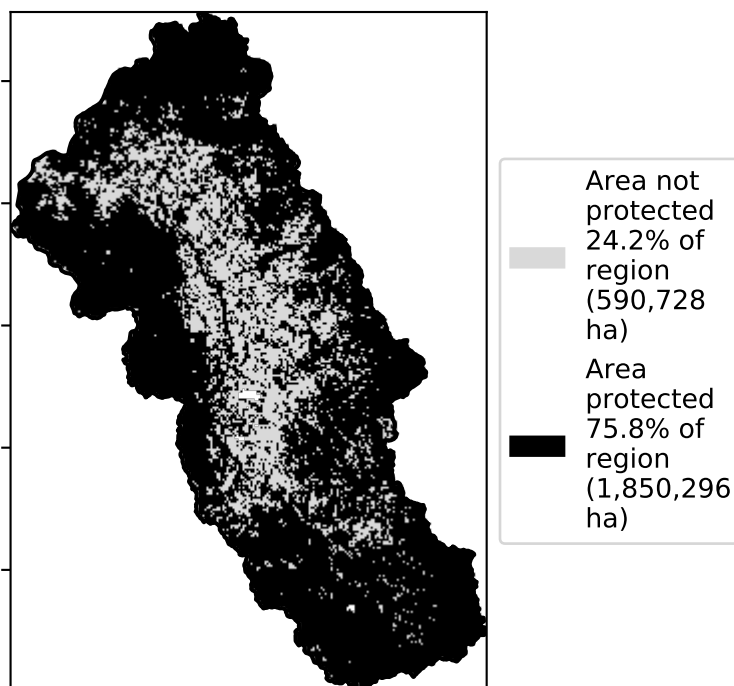 Area not
protected
24.2% of
region
(590,728
ha)
Area
protected
75.8% of
region
(1,850,296
ha)